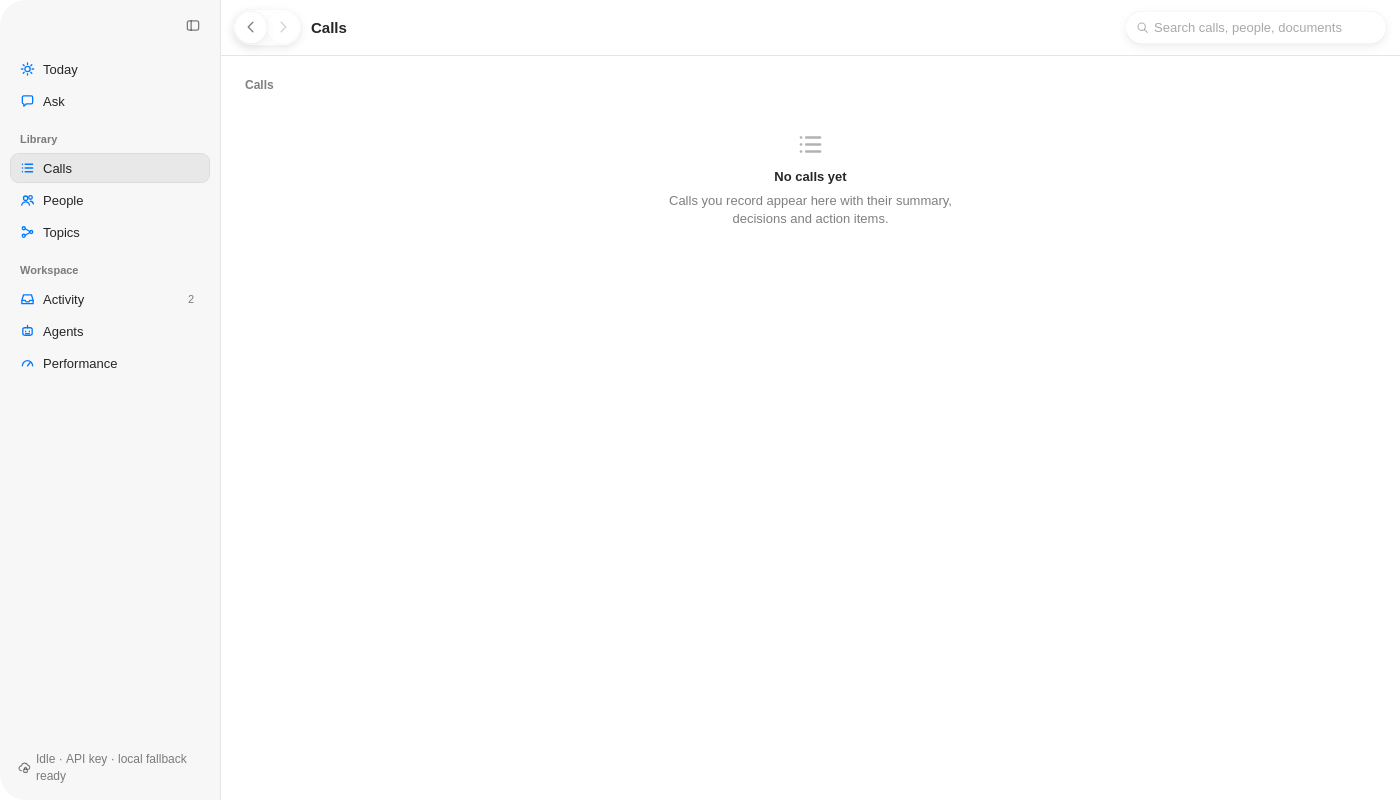 Today
Ask
Library
Calls
People
Topics
Workspace
Activity 2
Agents
Performance
Idle · API key · local fallback
ready
Calls
Search calls, people, documents
Calls
No calls yet
Calls you record appear here with their summary,
decisions and action items.